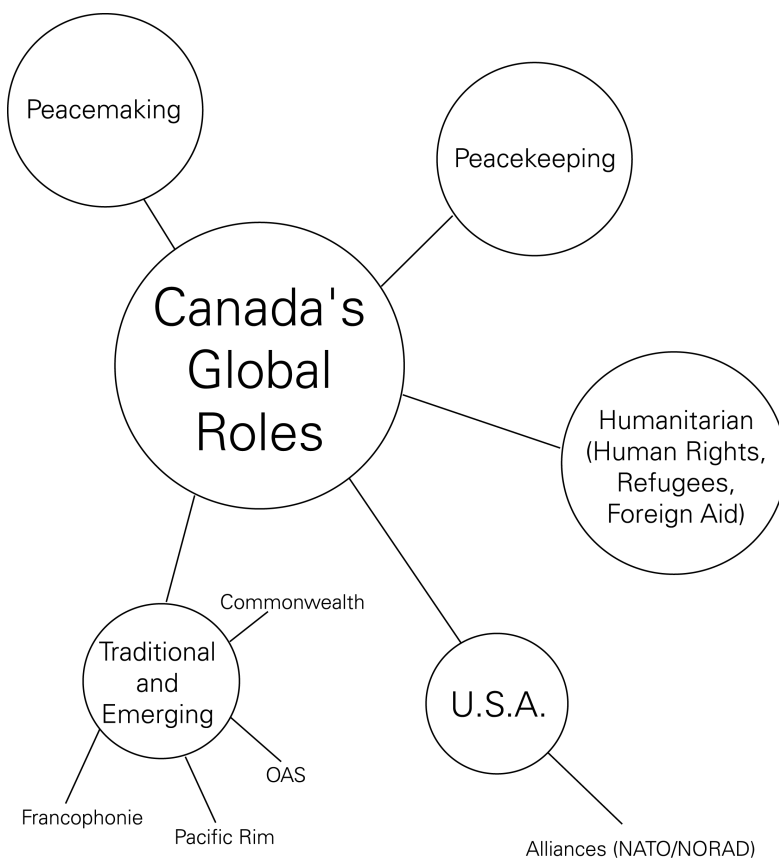 Peacemaking
Peacekeeping
Canada's
Global
Roles
Humanitarian
(Human Rights,
Refugees,
Foreign Aid)
Commonwealth
Traditional
and
Emerging
U.S.A.
OAS
Francophonie
Pacific Rim
Alliances (NATO/NORAD)